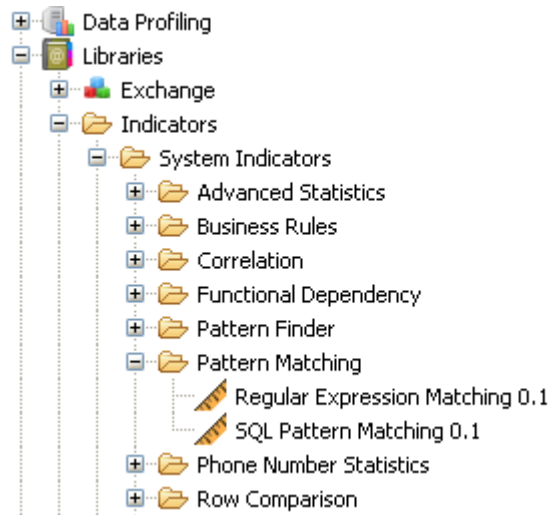 Data Profiling
Libraries
Exchange
Indicators
System Indicators
Advanced Statistics
Business Rules
Correlation
Functional Dependency
Pattern Finder
Pattern Matching
Regular Expression Matching 0.1
SQL Pattern Matching 0.1
Phone Number Statistics
Row Comparison